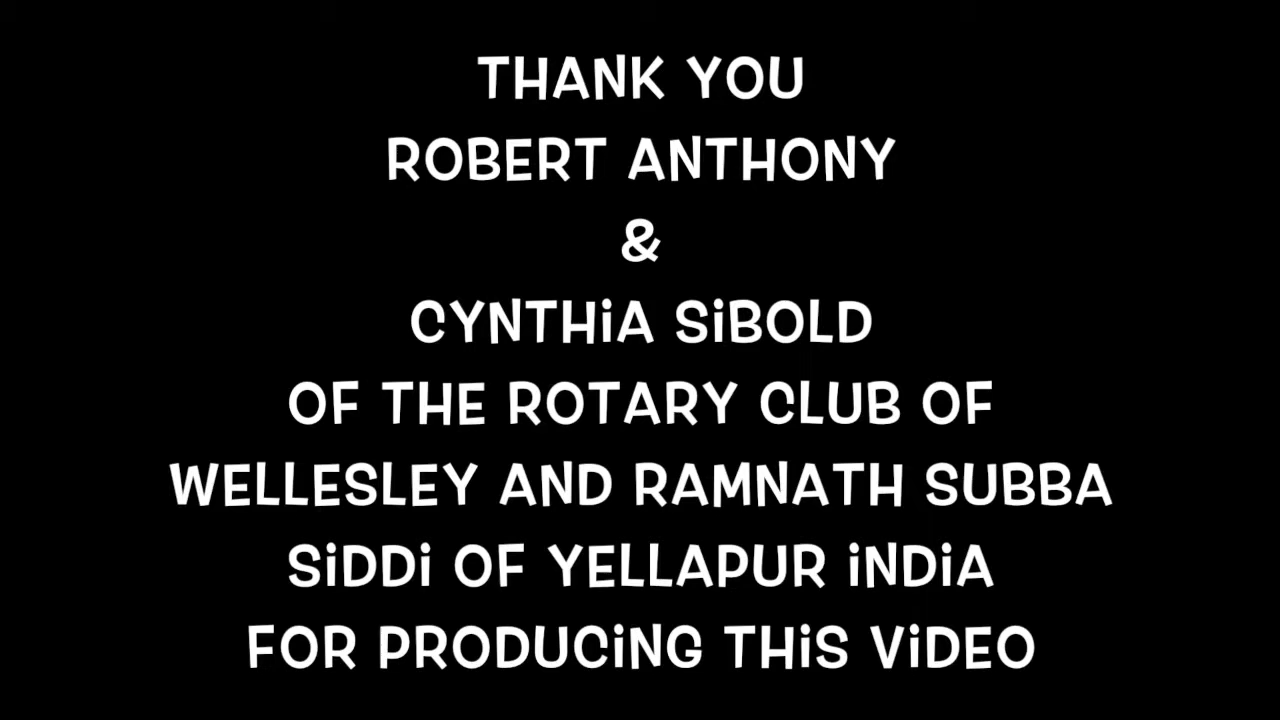 THANK YOU
ROBERT ANTHONY
&
CYNTHiA SiBOLD
OF THE ROTARY CLUB OF
WELLESLEY AND RAMNATH SUBBA
SiDDi OF YELLAPUR iNDiA
FOR PRODUCiNG THiS ViDEO